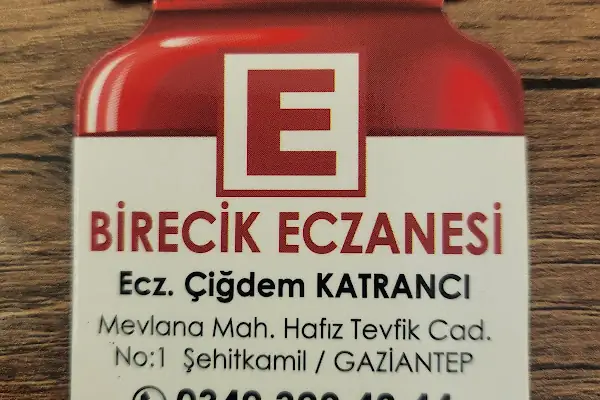 E
BİRECİK ECZANESİ
Ecz. Çiğdem KATRANCI
Mevlana Mah. Hafız Tevfik Cad.
No:1 Şehitkamil / GAZİANTEP